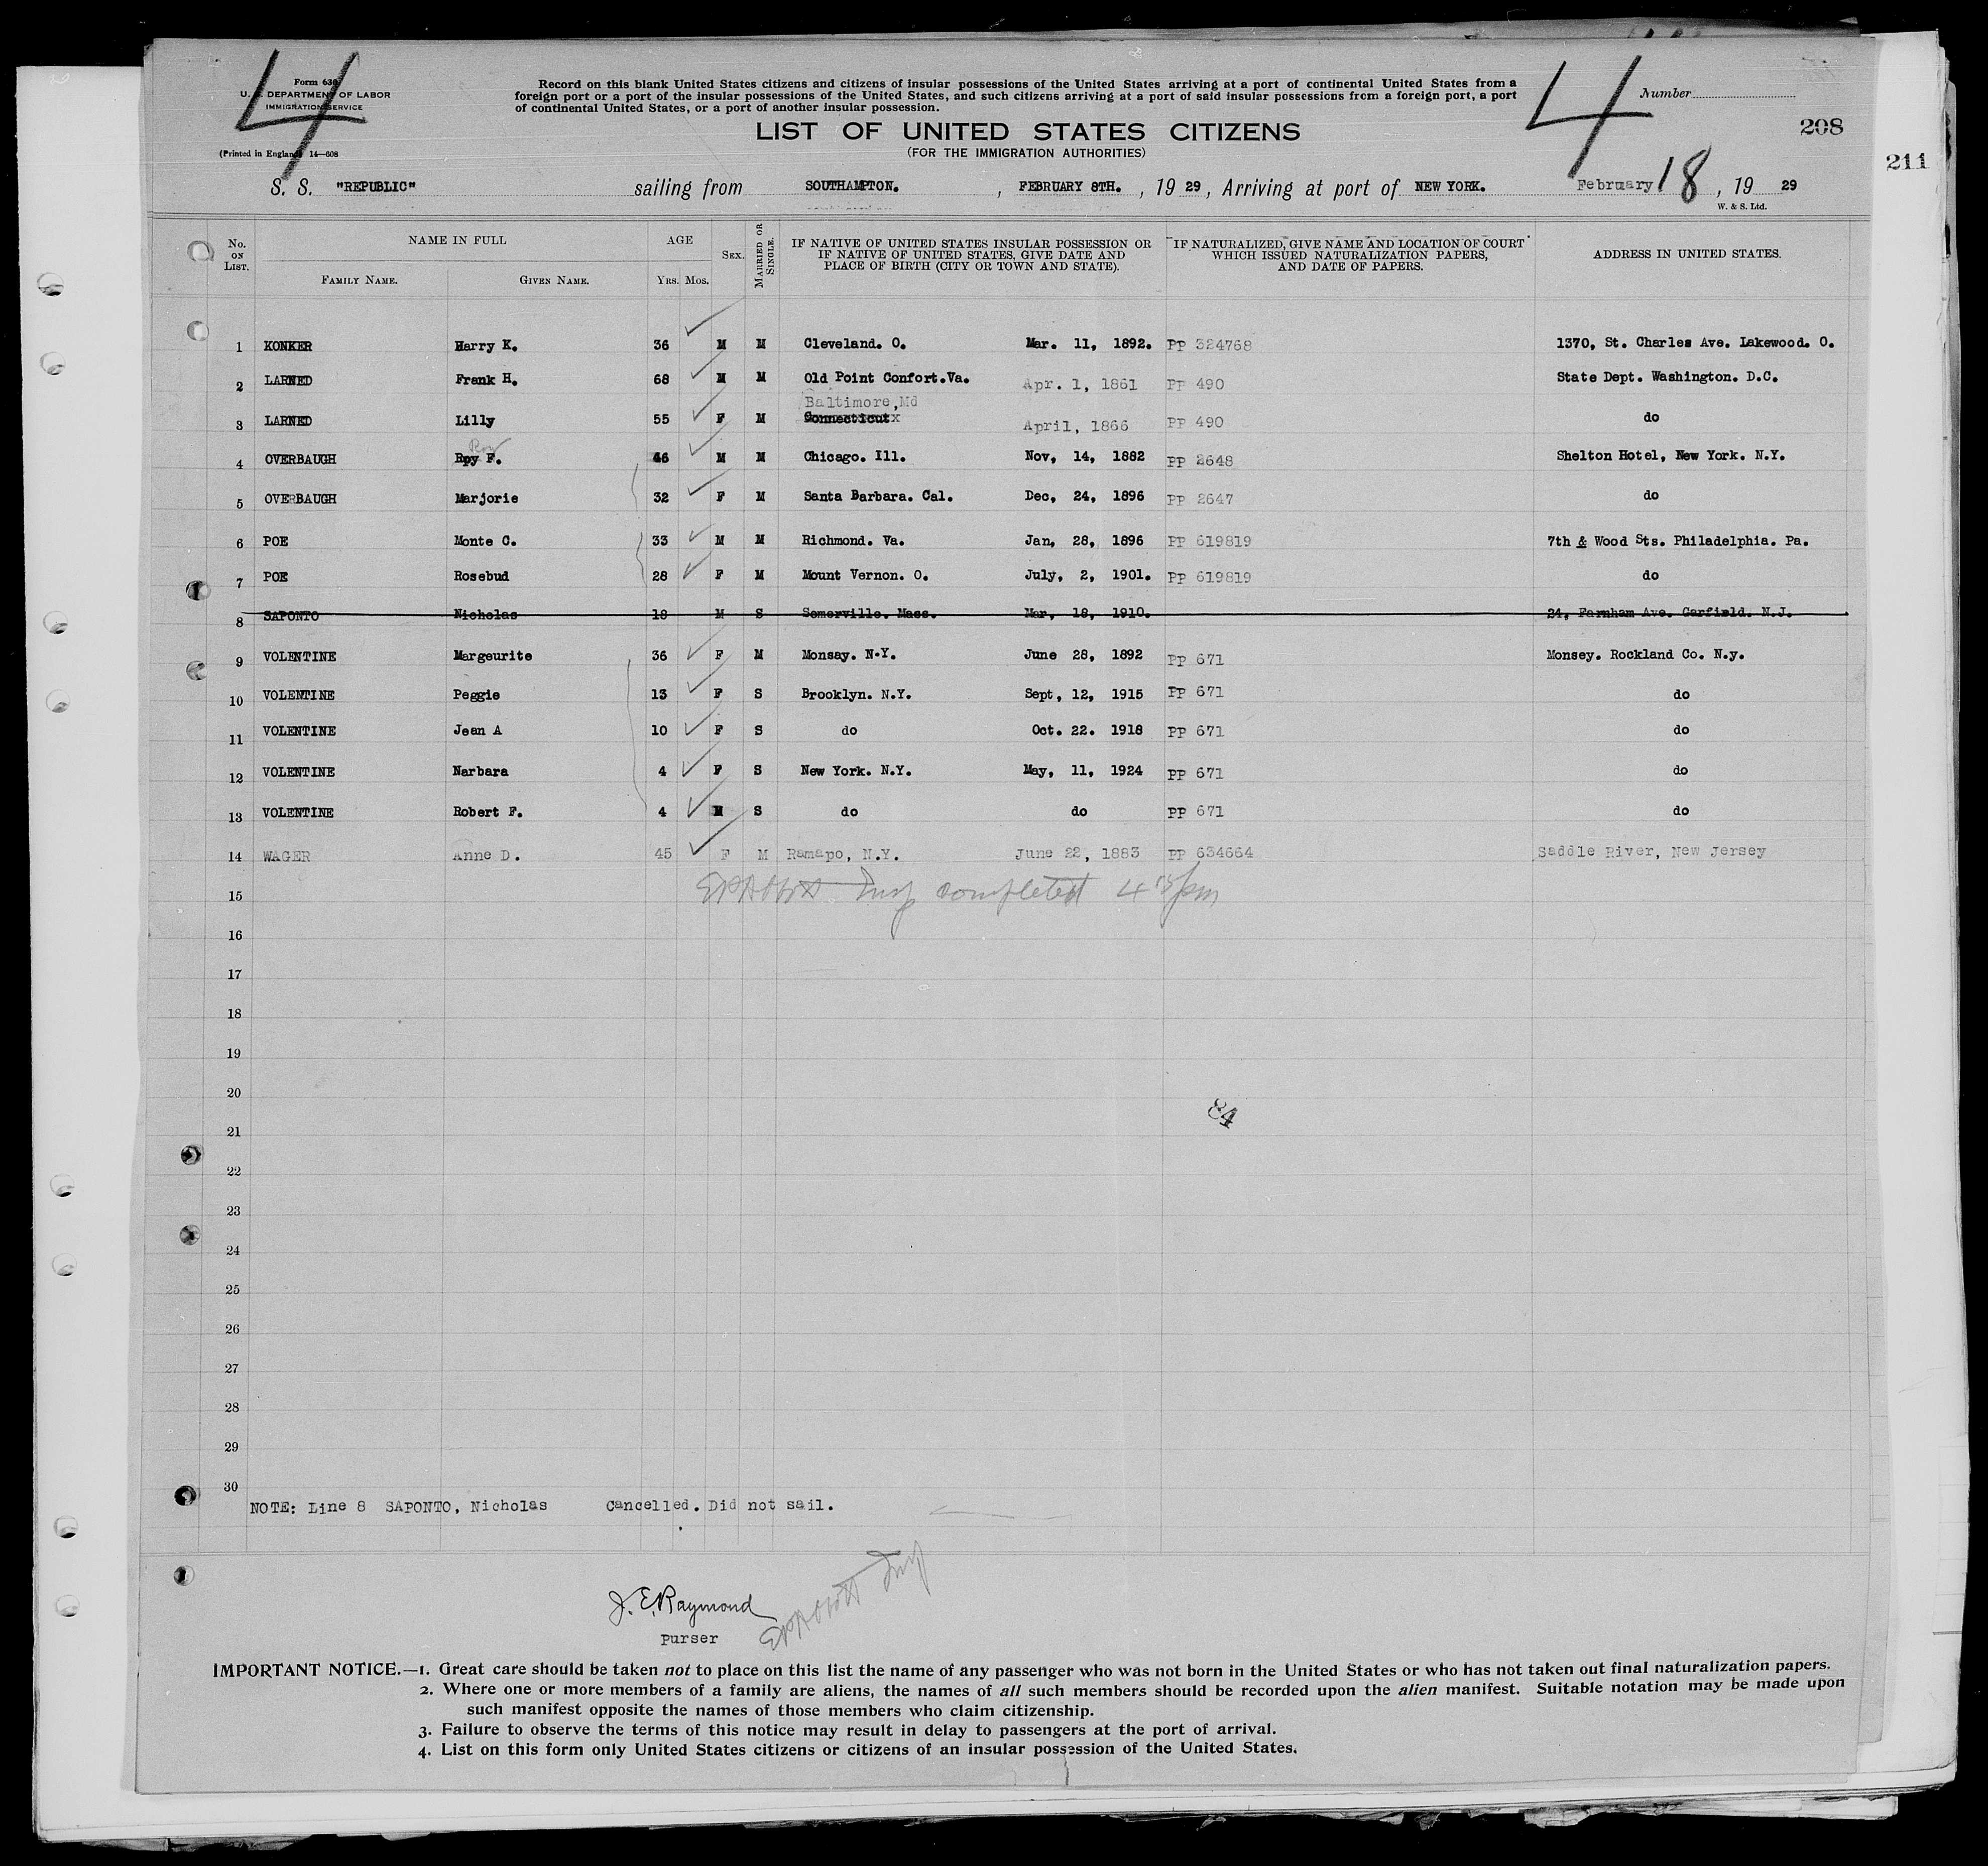 4
4
Form 630
U. S. DEPARTMENT OF LABOR
IMMIGRATION SERVICE
(Printed in England) 14—608
Record on this blank United States citizens and citizens of insular possessions of the United States arriving at a port of continental United States from a
foreign port or a port of the insular possessions of the United States, and such citizens arriving at a port of said insular possessions from a foreign port, a port
of continental United States, or a port of another insular possession.
Number
208
211
LIST OF UNITED STATES CITIZENS
(FOR THE IMMIGRATION AUTHORITIES)
S. S. "REPUBLIC" sailing from SOUTHAMPTON. , FEBRUARY 8TH. , 19 29 , Arriving at port of NEW YORK. February 18 , 19 29
W. & S. Ltd.
No. ON LIST. NAME IN FULL AGE SEX. MARRIED OR SINGLE. IF NATIVE OF UNITED STATES INSULAR POSSESSION OR IF NATIVE OF UNITED STATES, GIVE DATE AND PLACE OF BIRTH (CITY OR TOWN AND STATE). IF NATURALIZED, GIVE NAME AND LOCATION OF COURT WHICH ISSUED NATURALIZATION PAPERS, AND DATE OF PAPERS. ADDRESS IN UNITED STATES.
FAMILY NAME. GIVEN NAME. YRS. MOS.
1 KONKER Harry K. 36 M M Cleveland. O. Mar. 11, 1892. PP 324768 1370, St. Charles Ave. Lakewood. O.
2 LARNED Frank H. 68 M M Old Point Confort.Va. Apr. 1, 1861 PP 490 State Dept. Washington. D.C.
Baltimore,Md
3 LARNED Lilly 55 F M Connecticutx April, 1866 PP 490 do
Roy
4 OVERBAUGH Rpy F. 46 M M Chicago. Ill. Nov, 14, 1882 PP 2648 Shelton Hotel, New York. N.Y.
5 OVERBAUGH Marjorie 32 F M Santa Barbara. Cal. Dec, 24, 1896 PP 2647 do
6 POE Monte C. 33 M M Richmond. Va. Jan, 28, 1896 PP 619819 7th & Wood Sts. Philadelphia. Pa.
7 POE Rosebud 28 F M Mount Vernon. O. July, 2, 1901. PP 619819 do
8 SAPONTO Nicholas 18 M S Somerville. Mass. Mar, 18, 1910. 24, Farnham Ave. Garfield. N.J.
9 VOLENTINE Margeurite 36 F M Monsay. N.Y. June 28, 1892 PP 671 Monsey. Rockland Co. N.y.
10 VOLENTINE Peggie 13 F S Brooklyn. N.Y. Sept, 12, 1915 PP 671 do
11 VOLENTINE Jean A 10 F S do Oct. 22. 1918 PP 671 do
12 VOLENTINE Narbara 4 F S New York. N.Y. May, 11, 1924 PP 671 do
13 VOLENTINE Robert F. 4 M S do do PP 671 do
14 WAGER Anne D. 45 F M Ramapo, N.Y. June 22, 1883 PP 634664 Saddle River, New Jersey
15 EPAbbott Insp completed 4 15 pm
16
17
18
19
20
84
21
22
23
24
25
26
27
28
29
30
NOTE: Line 8 SAPONTO, Nicholas Cancelled. Did not sail.
J. E. Raymond
purser
EPAbbott Insp
IMPORTANT NOTICE.—1. Great care should be taken not to place on this list the name of any passenger who was not born in the United States or who has not taken out final naturalization papers.
2. Where one or more members of a family are aliens, the names of all such members should be recorded upon the alien manifest. Suitable notation may be made upon
such manifest opposite the names of those members who claim citizenship.
3. Failure to observe the terms of this notice may result in delay to passengers at the port of arrival.
4. List on this form only United States citizens or citizens of an insular possession of the United States.